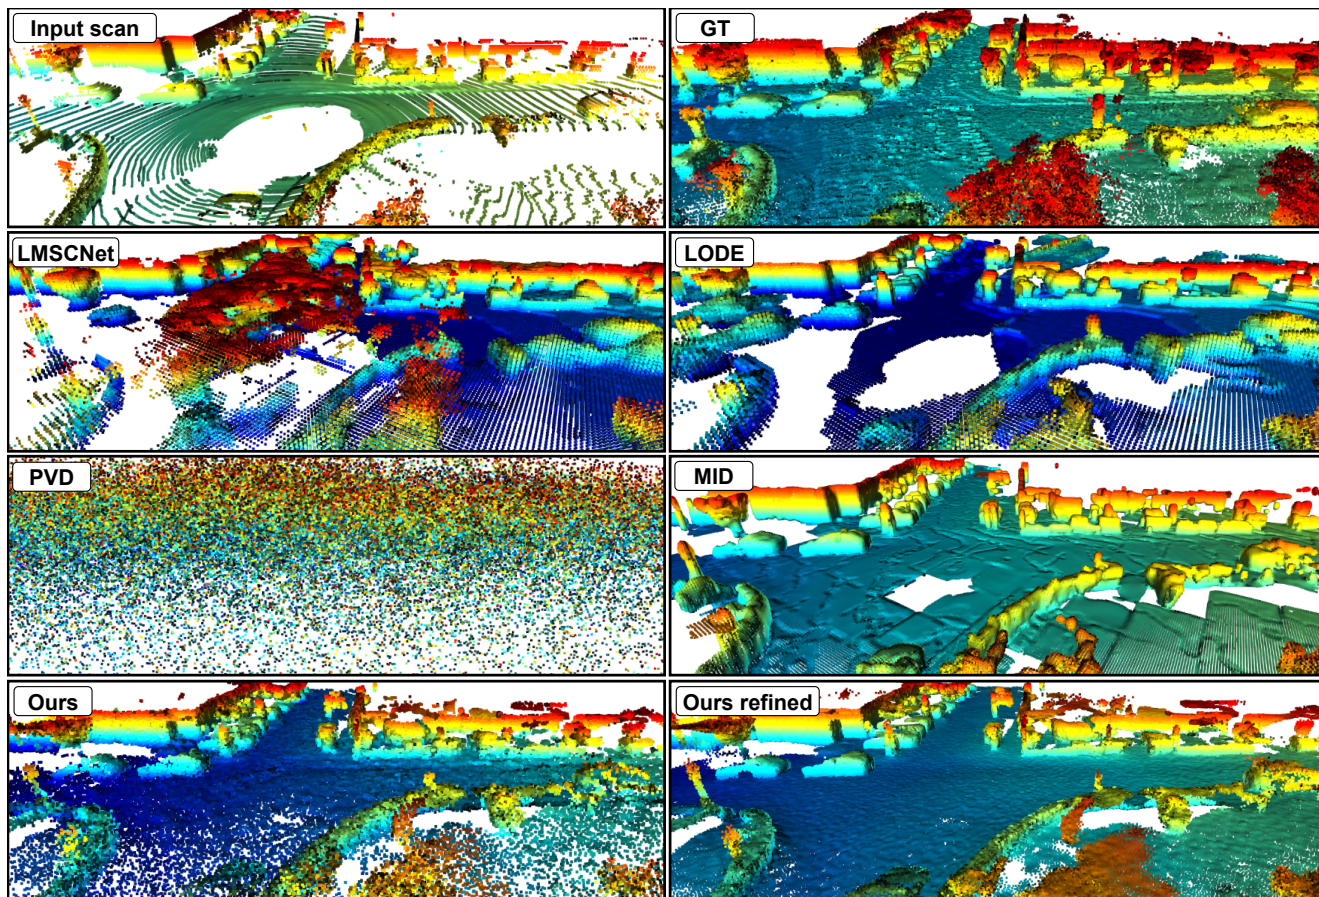 Input scan
GT
LMSCNet
LODE
PVD
MID
Ours
Ours refined